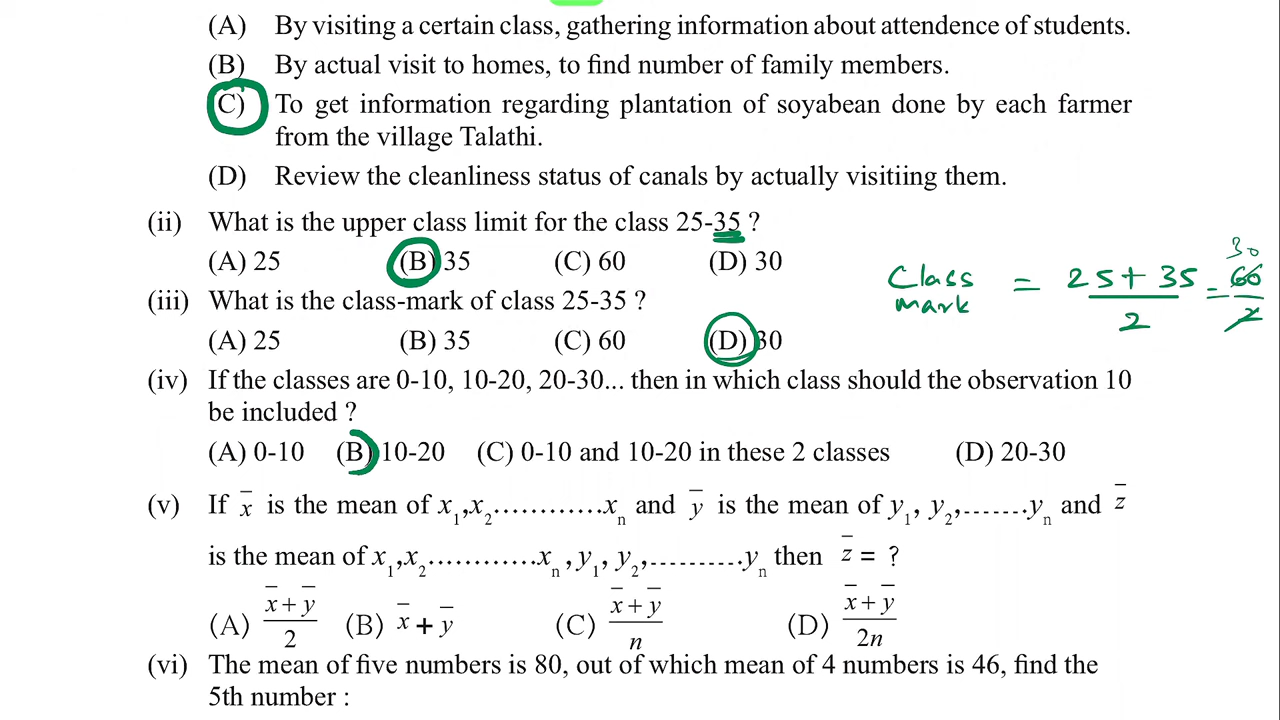 (A) By visiting a certain class, gathering information about attendence of students.
(B) By actual visit to homes, to find number of family members.
C) To get information regarding plantation of soyabean done by each farmer
from the village Talathi.
(D) Review the cleanliness status of canals by actually visitiing them.
(ii) What is the upper class limit for the class 25-35 ?
(A) 25 (B) 35 (C) 60 (D) 30
(iii) What is the class-mark of class 25-35 ?
(A) 25 (B) 35 (C) 60 (D) 30
Class mark = 25+35/2 = 60/2 30
(iv) If the classes are 0-10, 10-20, 20-30... then in which class should the observation 10
be included ?
(A) 0-10 (B) 10-20 (C) 0-10 and 10-20 in these 2 classes (D) 20-30
(v) If x̄ is the mean of x₁,x₂............xₙ and ȳ is the mean of y₁, y₂,.......yₙ and z̄
is the mean of x₁,x₂............xₙ,y₁, y₂,..........yₙ then z̄ = ?
(A) x̄ + ȳ/2 (B) x̄ + ȳ (C) x̄ + ȳ/n (D) x̄ + ȳ/2n
(vi) The mean of five numbers is 80, out of which mean of 4 numbers is 46, find the
5th number :